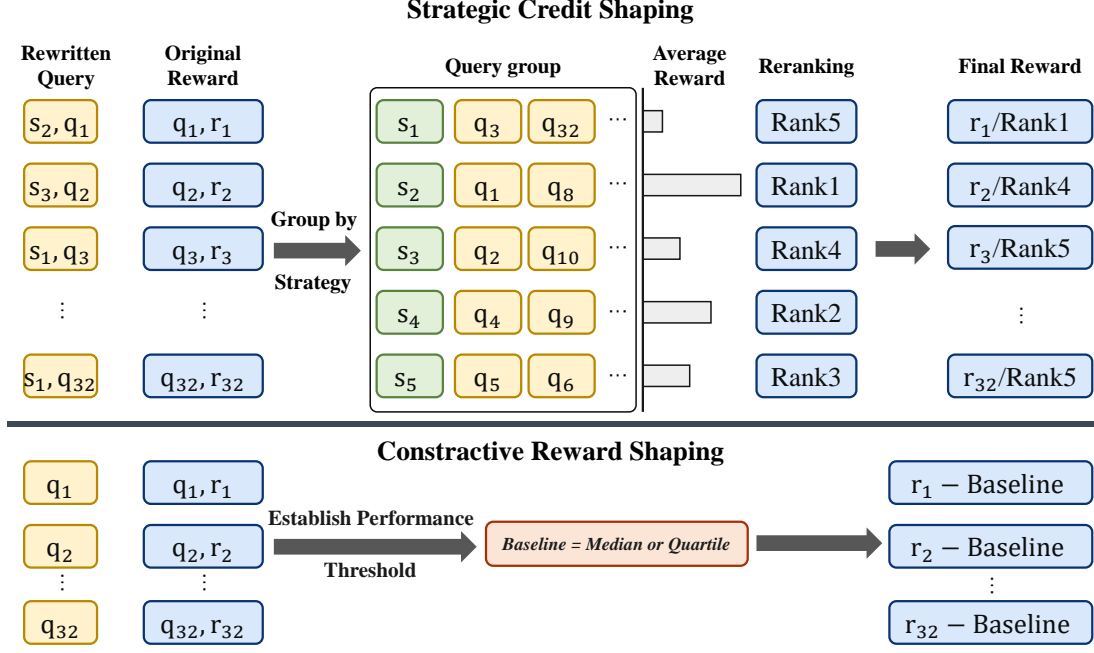 Strategic Credit Shaping
Rewritten Query
Original Reward
Query group
Average Reward
Reranking
Final Reward
s₂, q₁
q₁, r₁
s₁
q₃
q₃₂
⋯
Rank5
r₁/Rank1
s₃, q₂
q₂, r₂
s₂
q₁
q₈
⋯
Rank1
r₂/Rank4
Group by
Strategy
s₁, q₃
q₃, r₃
s₃
q₂
q₁₀
⋯
Rank4
r₃/Rank5
⋮
⋮
s₄
q₄
q₉
⋯
Rank2
⋮
s₁, q₃₂
q₃₂, r₃₂
s₅
q₅
q₆
⋯
Rank3
r₃₂/Rank5
Constractive Reward Shaping
q₁
q₁, r₁
r₁ − Baseline
Establish Performance
Threshold
q₂
q₂, r₂
Baseline = Median or Quartile
r₂ − Baseline
⋮
⋮
⋮
q₃₂
q₃₂, r₃₂
r₃₂ − Baseline